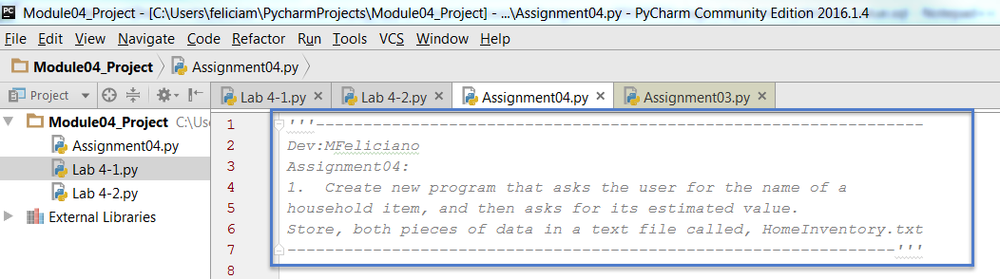 Module04_Project - [C:\Users\feliciam\PycharmProjects\Module04_Project] - ...\Assignment04.py - PyCharm Community Edition 2016.1.4
File Edit View Navigate Code Refactor Run Tools VCS Window Help
Module04_Project Assignment04.py
Project Lab 4-1.py Lab 4-2.py Assignment04.py Assignment03.py
Module04_Project C:\Use
Assignment04.py
Lab 4-1.py
Lab 4-2.py
External Libraries
1 '''-----------------------------------------------------------------
2 Dev:MFeliciano
3 Assignment04:
4 1.  Create new program that asks the user for the name of a
5 household item, and then asks for its estimated value.
6 Store, both pieces of data in a text file called, HomeInventory.txt
7 -----------------------------------------------------------------'''
8